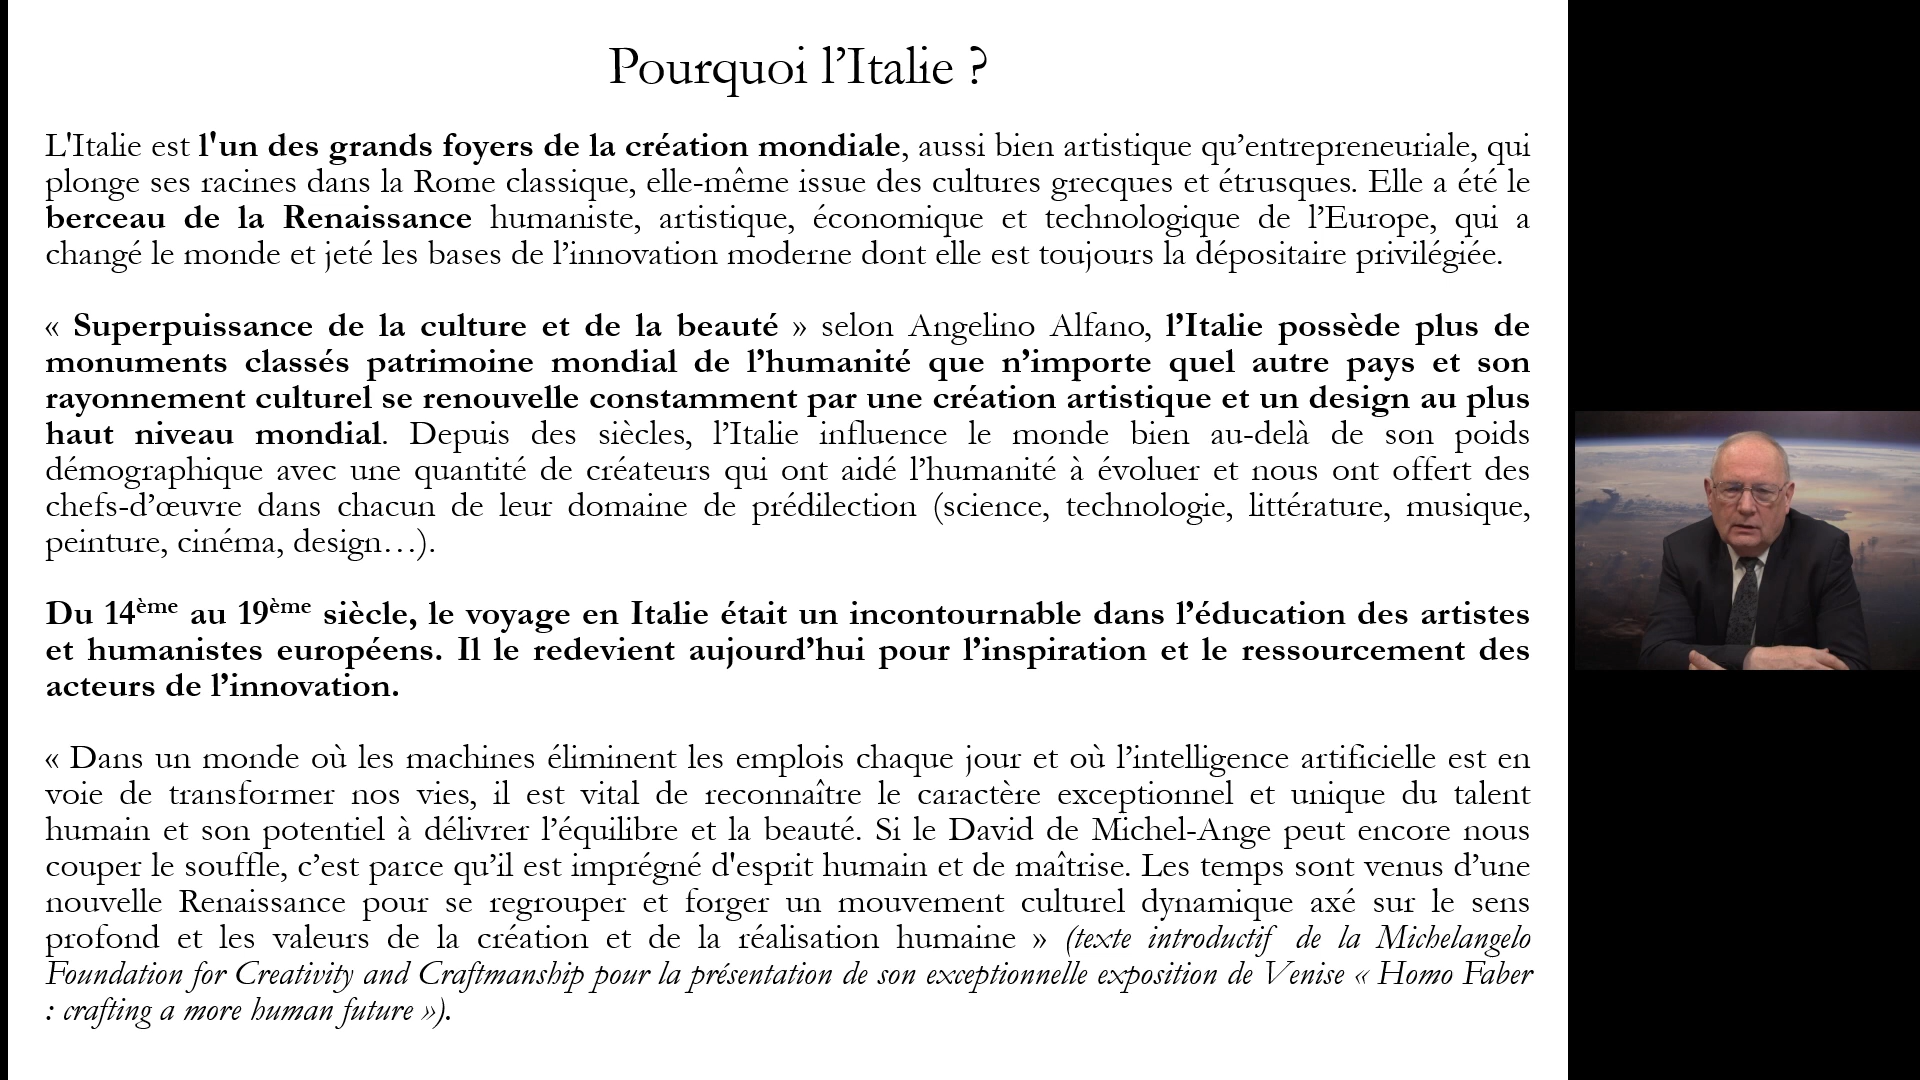 Pourquoi l’Italie ?
L'Italie est l'un des grands foyers de la création mondiale, aussi bien artistique qu’entrepreneuriale, qui
plonge ses racines dans la Rome classique, elle-même issue des cultures grecques et étrusques. Elle a été le
berceau de la Renaissance humaniste, artistique, économique et technologique de l’Europe, qui a
changé le monde et jeté les bases de l’innovation moderne dont elle est toujours la dépositaire privilégiée.
« Superpuissance de la culture et de la beauté » selon Angelino Alfano, l’Italie possède plus de
monuments classés patrimoine mondial de l’humanité que n’importe quel autre pays et son
rayonnement culturel se renouvelle constamment par une création artistique et un design au plus
haut niveau mondial. Depuis des siècles, l’Italie influence le monde bien au-delà de son poids
démographique avec une quantité de créateurs qui ont aidé l’humanité à évoluer et nous ont offert des
chefs-d’œuvre dans chacun de leur domaine de prédilection (science, technologie, littérature, musique,
peinture, cinéma, design…).
Du 14ème au 19ème siècle, le voyage en Italie était un incontournable dans l’éducation des artistes
et humanistes européens. Il le redevient aujourd’hui pour l’inspiration et le ressourcement des
acteurs de l’innovation.
« Dans un monde où les machines éliminent les emplois chaque jour et où l’intelligence artificielle est en
voie de transformer nos vies, il est vital de reconnaître le caractère exceptionnel et unique du talent
humain et son potentiel à délivrer l’équilibre et la beauté. Si le David de Michel-Ange peut encore nous
couper le souffle, c’est parce qu’il est imprégné d'esprit humain et de maîtrise. Les temps sont venus d’une
nouvelle Renaissance pour se regrouper et forger un mouvement culturel dynamique axé sur le sens
profond et les valeurs de la création et de la réalisation humaine » (texte introductif de la Michelangelo
Foundation for Creativity and Craftmanship pour la présentation de son exceptionnelle exposition de Venise « Homo Faber
: crafting a more human future »).